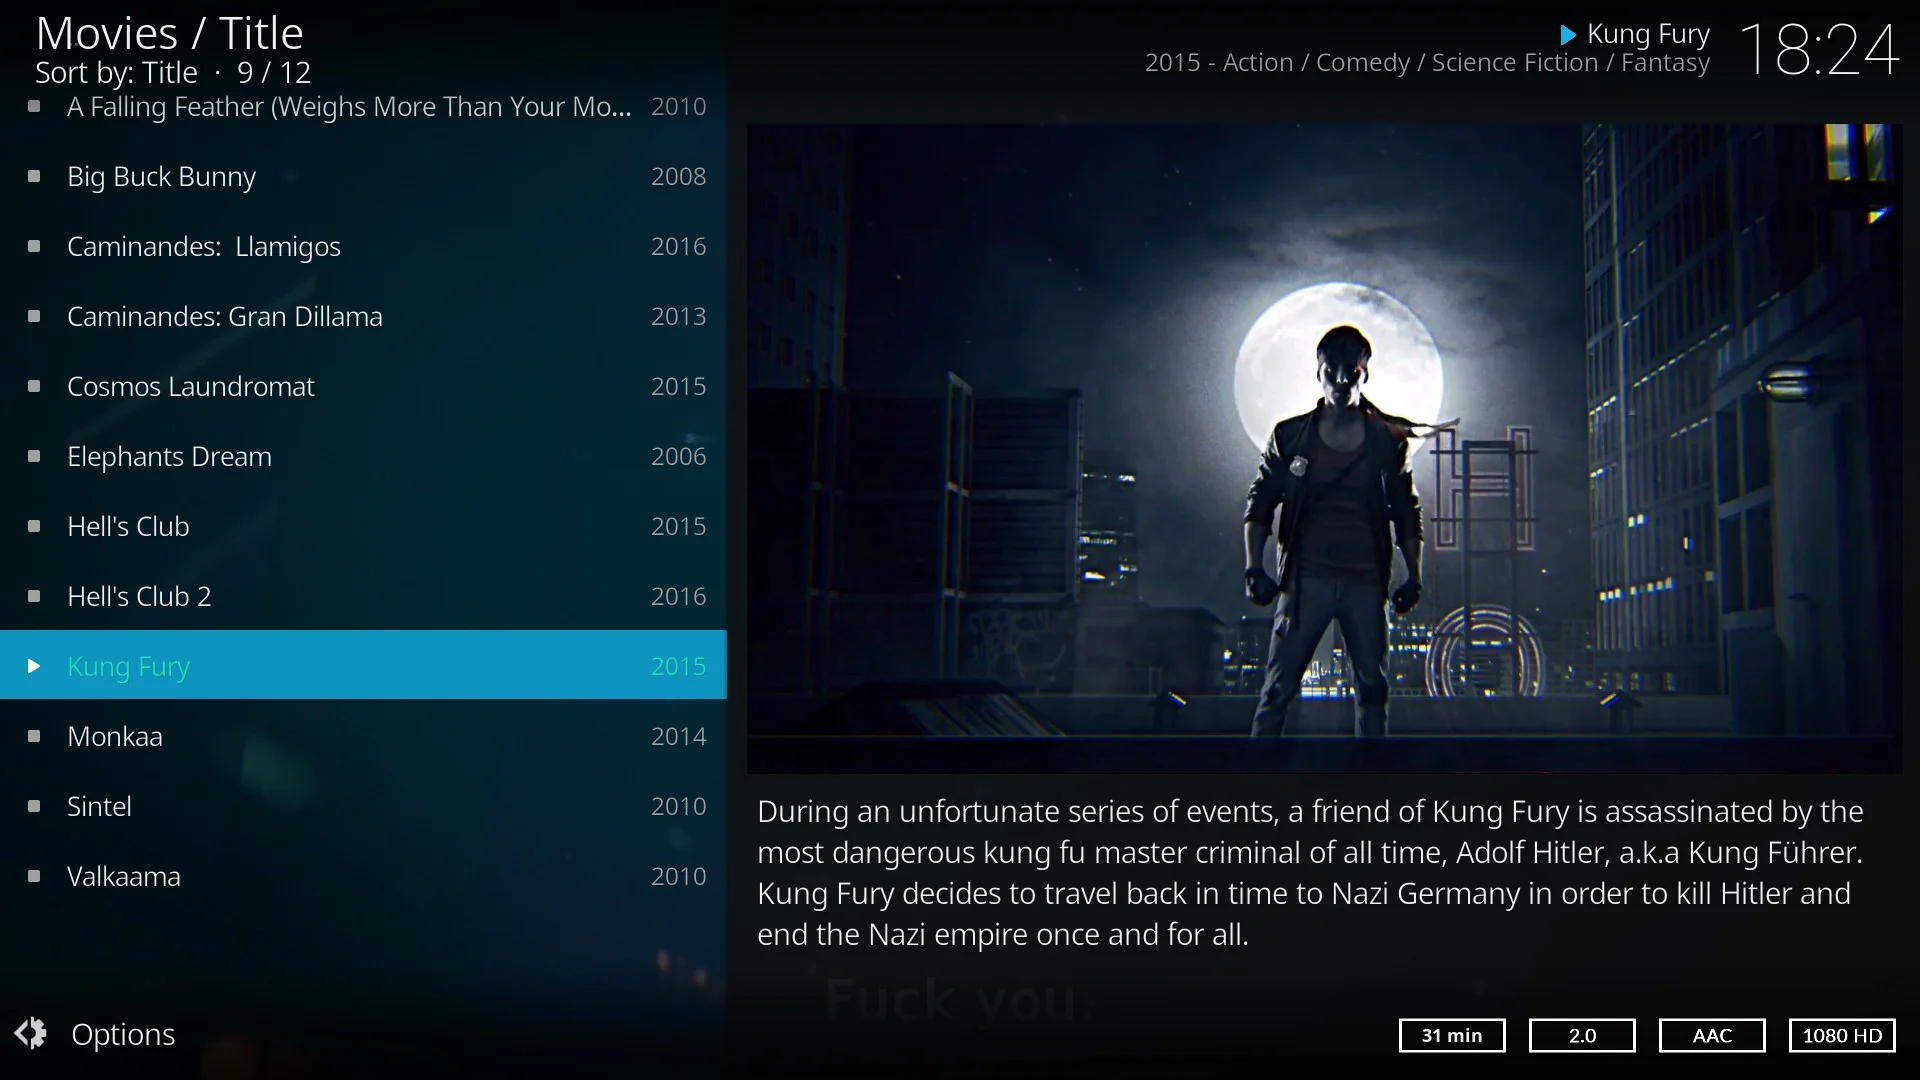 Movies / Title
Sort by: Title · 9 / 12
Kung Fury
2015 - Action / Comedy / Science Fiction / Fantasy
18:24
A Falling Feather (Weighs More Than Your Mo... 2010
Big Buck Bunny 2008
Caminandes:  Llamigos 2016
Caminandes: Gran Dillama 2013
Cosmos Laundromat 2015
Elephants Dream 2006
Hell's Club 2015
Hell's Club 2 2016
Kung Fury 2015
Monkaa 2014
Sintel 2010
Valkaama 2010
During an unfortunate series of events, a friend of Kung Fury is assassinated by the
most dangerous kung fu master criminal of all time, Adolf Hitler, a.k.a Kung Führer.
Kung Fury decides to travel back in time to Nazi Germany in order to kill Hitler and
end the Nazi empire once and for all.
Fuck you.
Options
31 min 2.0 AAC 1080 HD